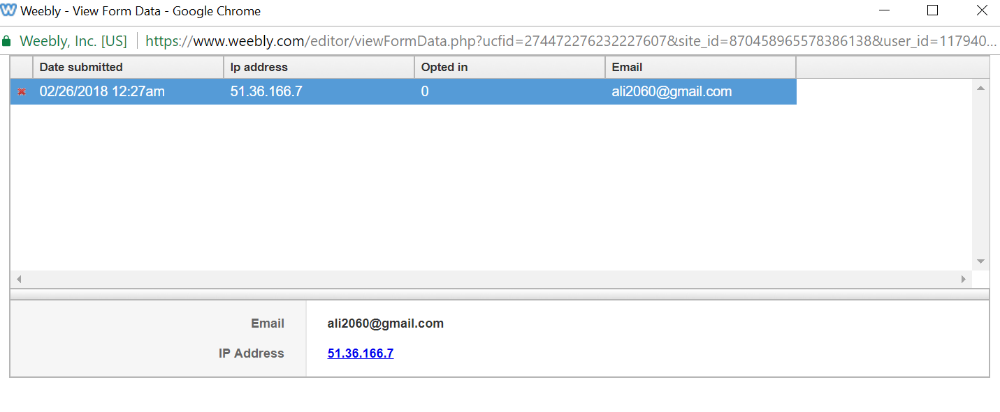 Weebly - View Form Data - Google Chrome
Weebly, Inc. [US] https://www.weebly.com/editor/viewFormData.php?ucfid=274472276232227607&site_id=870458965578386138&user_id=117940...
Date submitted Ip address Opted in Email
02/26/2018 12:27am 51.36.166.7 0 ali2060@gmail.com
Email ali2060@gmail.com
IP Address 51.36.166.7